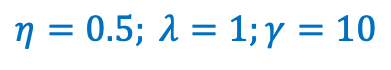 η = 0.5; λ = 1;γ = 10